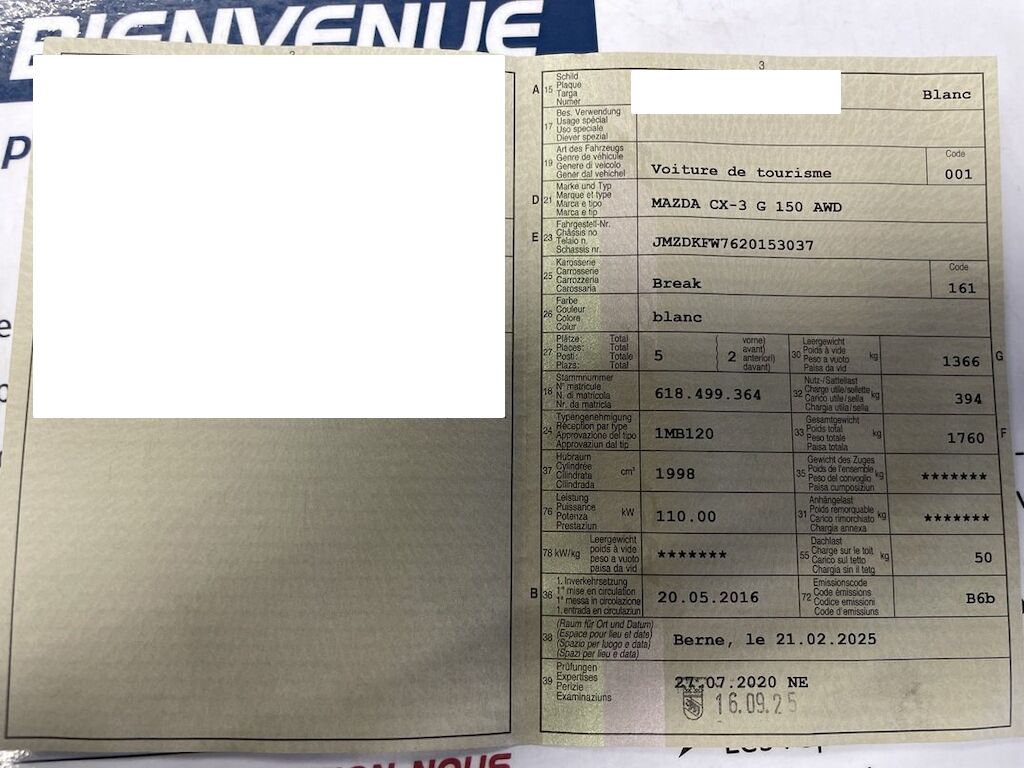 BIENVENUE
3
A 15 Schild
Plaque
Targa
Numer
Blanc
17 Bes. Verwendung
Usage spécial
Uso speciale
Diever spezial
19 Art des Fahrzeugs
Genre de véhicule
Genere di veicolo
Gener dal vehichel
Voiture de tourisme
Code
001
D 21 Marke und Typ
Marque et type
Marca e tipo
Marca e tip
MAZDA CX-3 G 150 AWD
E 23 Fahrgestell-Nr.
Châssis no
Telaio n.
Schassis nr.
JMZDKFW7620153037
25 Karosserie
Carrosserie
Carrozzeria
Carossaria
Break
Code
161
26 Farbe
Couleur
Colore
Colur
blanc
27 Plätze: Total
Places: Total
Posti: Totale
Plazs: Total
5
( 2 vorne)
avant)
anteriori)
davant)
30 Leergewicht
Poids à vide
Peso a vuoto
Paisa da vid
kg
1366 G
18 Stammnummer
N° matricule
N. di matricola
Nr. da matricla
618.499.364
32 Nutz-/Sattellast
Charge utile/sellette
Carico utile/sella
Chargia utila/sella
kg
394
24 Typengenehmigung
Réception par type
Approvazione del tipo
Approvaziun dal tip
1MB120
33 Gesamtgewicht
Poids total
Peso totale
Paisa totala
kg
1760 F
37 Hubraum
Cylindrée
Cilindrata
Cilindrada
cm³
1998
35 Gewicht des Zuges
Poids de l'ensemble
Peso del convoglio
Paisa cumposiziun
kg
*******
76 Leistung
Puissance
Potenza
Prestaziun
kW
110.00
31 Anhängelast
Poids remorquable
Carico rimorchiato
Chargia annexa
kg
*******
78 kW/kg
Leergewicht
poids à vide
peso a vuoto
paisa da vid
*******
55 Dachlast
Charge sur le toit
Carico sul tetto
Chargia sin il tetg
kg
50
B 36 1. Inverkehrsetzung
1re mise en circulation
1a messa in circolazione
1. entrada en circulaziun
20.05.2016
72 Emissionscode
Code émissions
Codice emissioni
Code d'emissiuns
B6b
38 (Raum für Ort und Datum)
(Espace pour lieu et date)
(Spazio per luogo e data)
(Spazi per lieu e data)
Berne, le 21.02.2025
39 Prüfungen
Expertises
Perizie
Examinaziuns
27.07.2020 NE
16.09.25